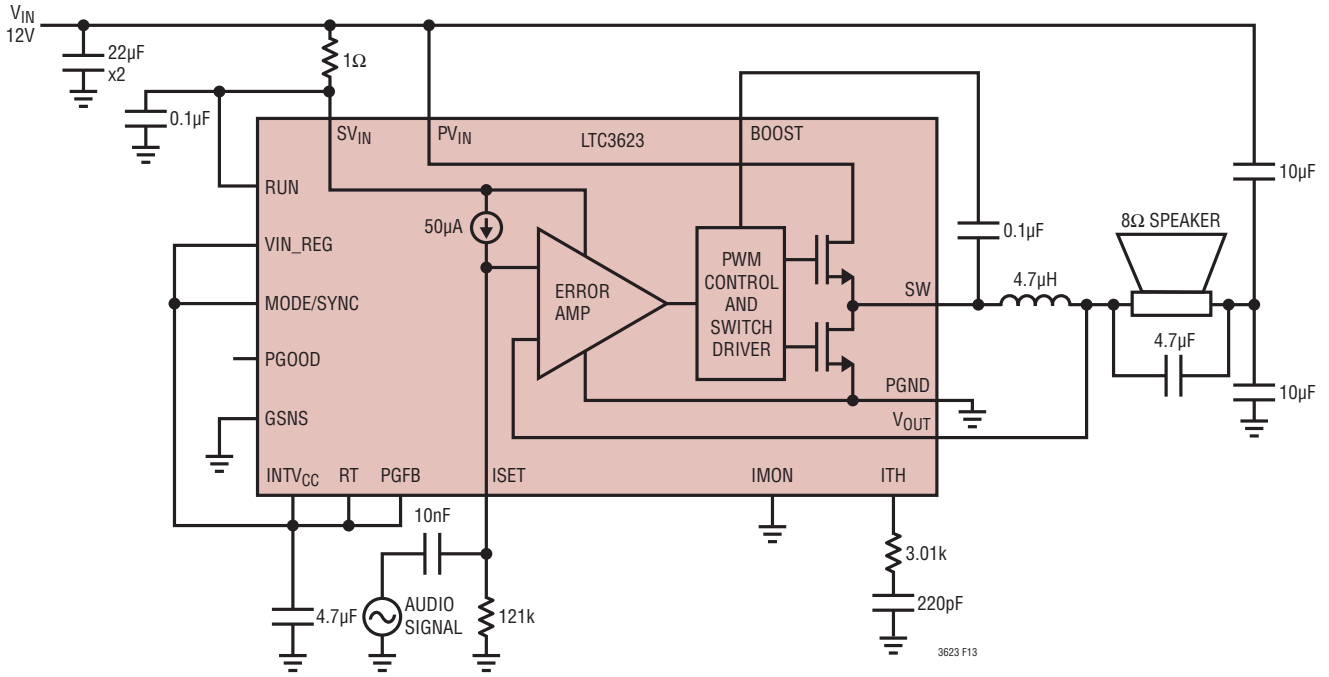 VIN
12V
22µF
x2
1Ω
0.1µF
SVIN
PVIN
LTC3623
BOOST
10µF
RUN
50µA
8Ω SPEAKER
0.1µF
VIN_REG
ERROR
AMP
PWM
CONTROL
AND
SWITCH
DRIVER
SW
4.7µH
MODE/SYNC
4.7µF
PGOOD
PGND
10µF
GSNS
VOUT
INTVCC
RT
PGFB
ISET
IMON
ITH
10nF
3.01k
4.7µF
AUDIO
SIGNAL
121k
220pF
3623 F13